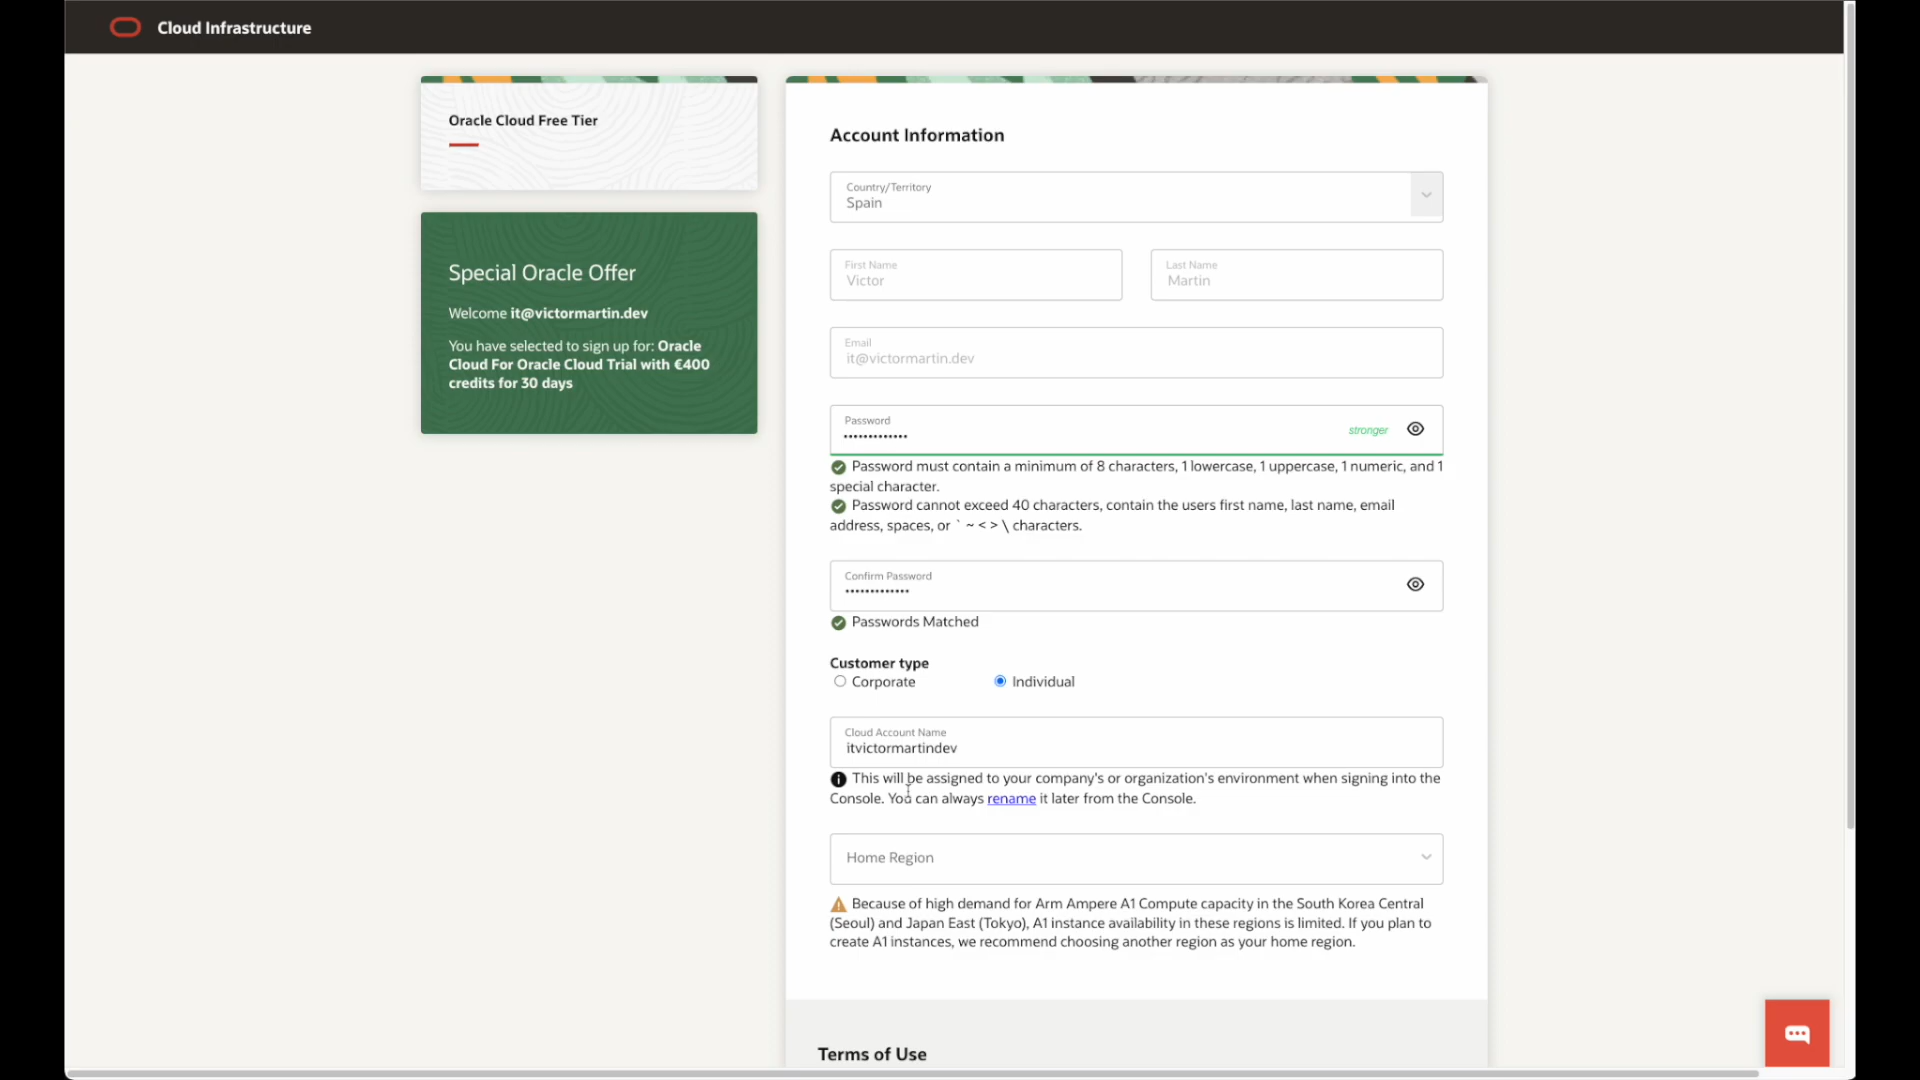 Cloud Infrastructure
Oracle Cloud Free Tier
Special Oracle Offer
Welcome it@victormartin.dev
You have selected to sign up for: Oracle
Cloud For Oracle Cloud Trial with €400
credits for 30 days
Account Information
Country/Territory
Spain
First Name
Victor
Last Name
Martin
Email
it@victormartin.dev
Password
•••••••••••••
stronger
Password must contain a minimum of 8 characters, 1 lowercase, 1 uppercase, 1 numeric, and 1
special character.
Password cannot exceed 40 characters, contain the users first name, last name, email
address, spaces, or ` ~ < > \ characters.
Confirm Password
•••••••••••••
Passwords Matched
Customer type
Corporate
Individual
Cloud Account Name
itvictormartindev
This will be assigned to your company's or organization's environment when signing into the
Console. You can always rename it later from the Console.
Home Region
Because of high demand for Arm Ampere A1 Compute capacity in the South Korea Central
(Seoul) and Japan East (Tokyo), A1 instance availability in these regions is limited. If you plan to
create A1 instances, we recommend choosing another region as your home region.
Terms of Use